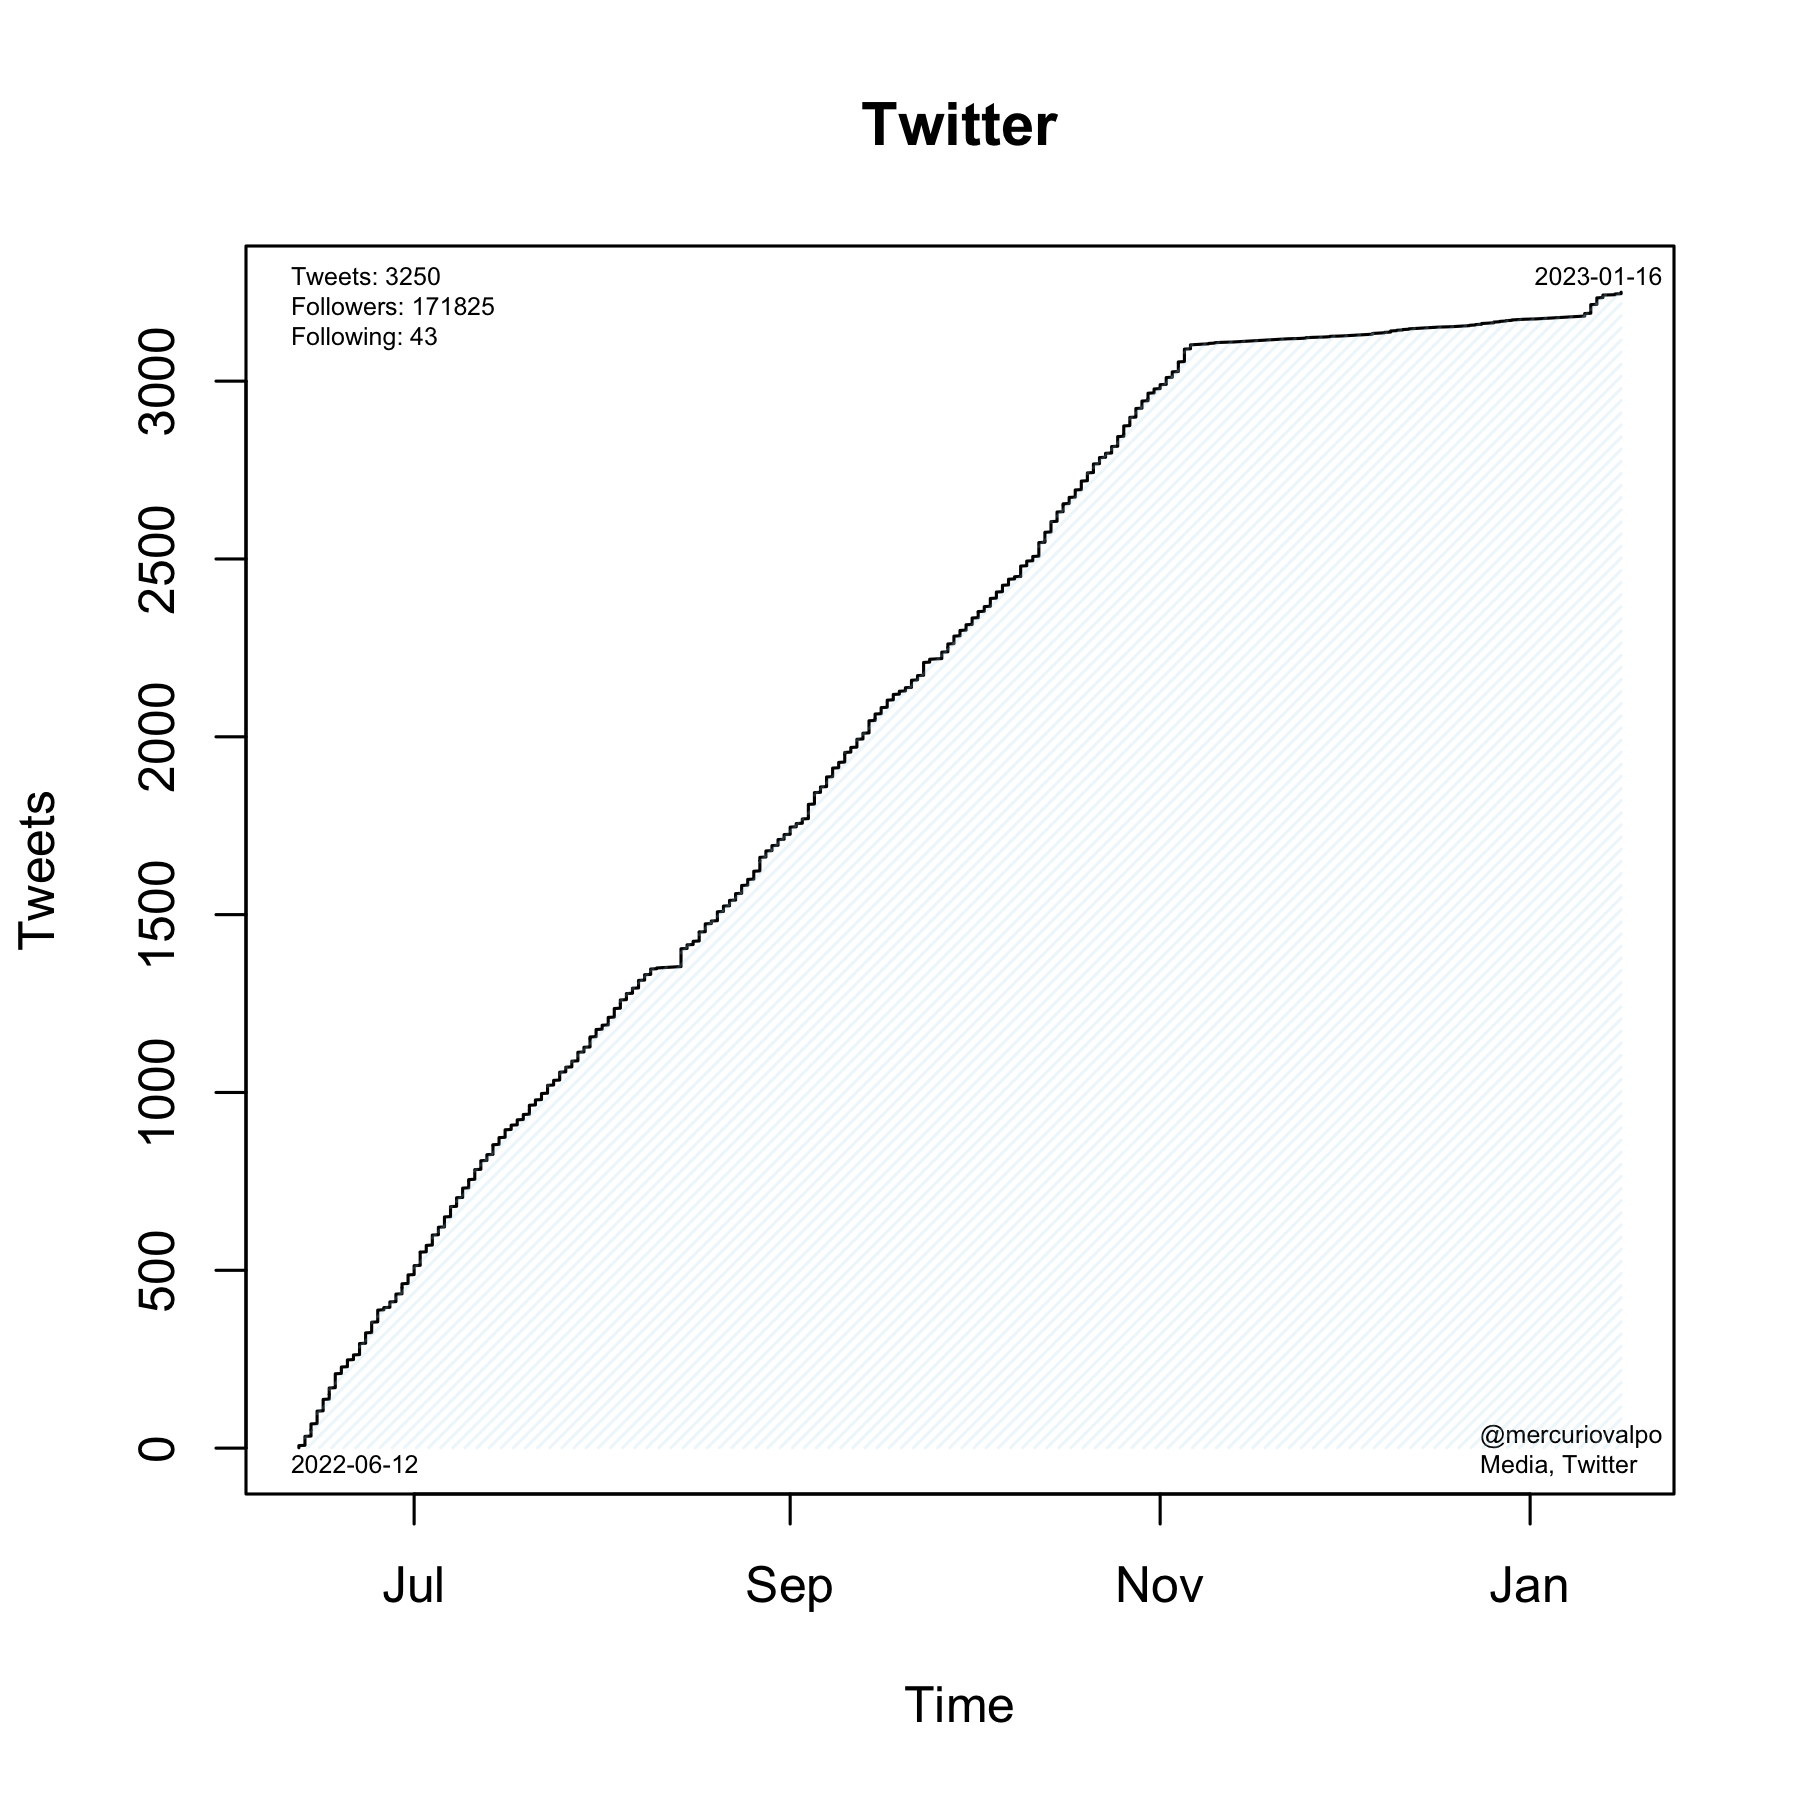 Twitter
Tweets: 3250
Followers: 171825
Following: 43
2023-01-16
3000
2500
2000
1500
1000
500
0
Tweets
2022-06-12
@mercuriovalpo
Media, Twitter
Jul
Sep
Nov
Jan
Time